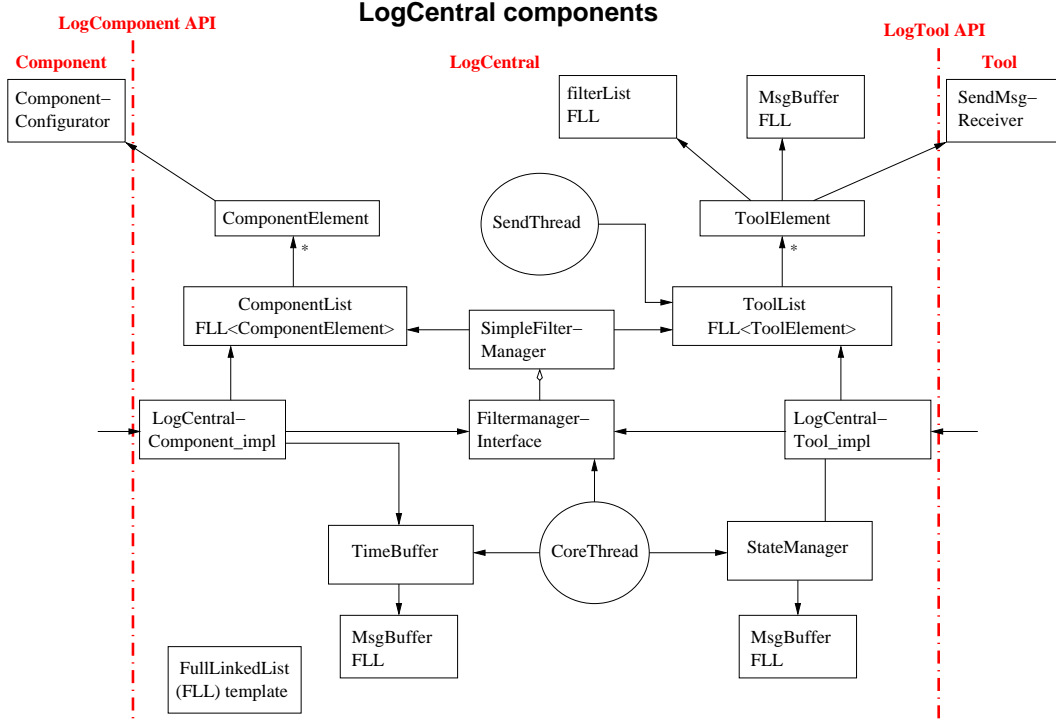 LogCentral components
LogComponent API
LogTool API
Component
LogCentral
Tool
Component−
Configurator
filterList
FLL
MsgBuffer
FLL
SendMsg−
Receiver
ComponentElement
SendThread
ToolElement
*
*
ComponentList
FLL<ComponentElement>
SimpleFilter−
Manager
ToolList
FLL<ToolElement>
LogCentral−
Component_impl
Filtermanager−
Interface
LogCentral−
Tool_impl
TimeBuffer
CoreThread
StateManager
MsgBuffer
FLL
MsgBuffer
FLL
FullLinkedList
(FLL) template